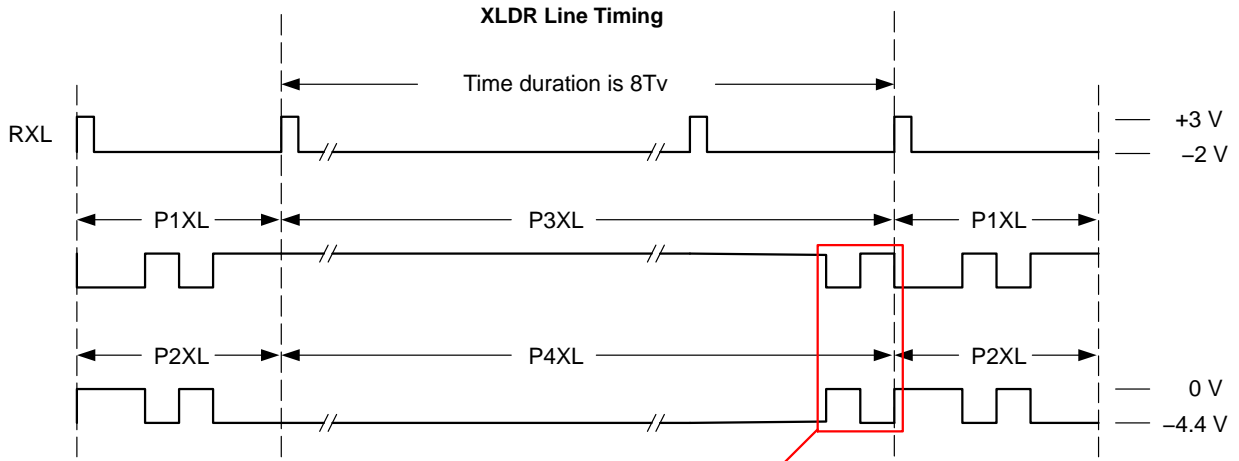 XLDR Line Timing
Time duration is 8Tv
RXL
+3 V
−2 V
P1XL
P3XL
P1XL
P2XL
P4XL
P2XL
0 V
−4.4 V